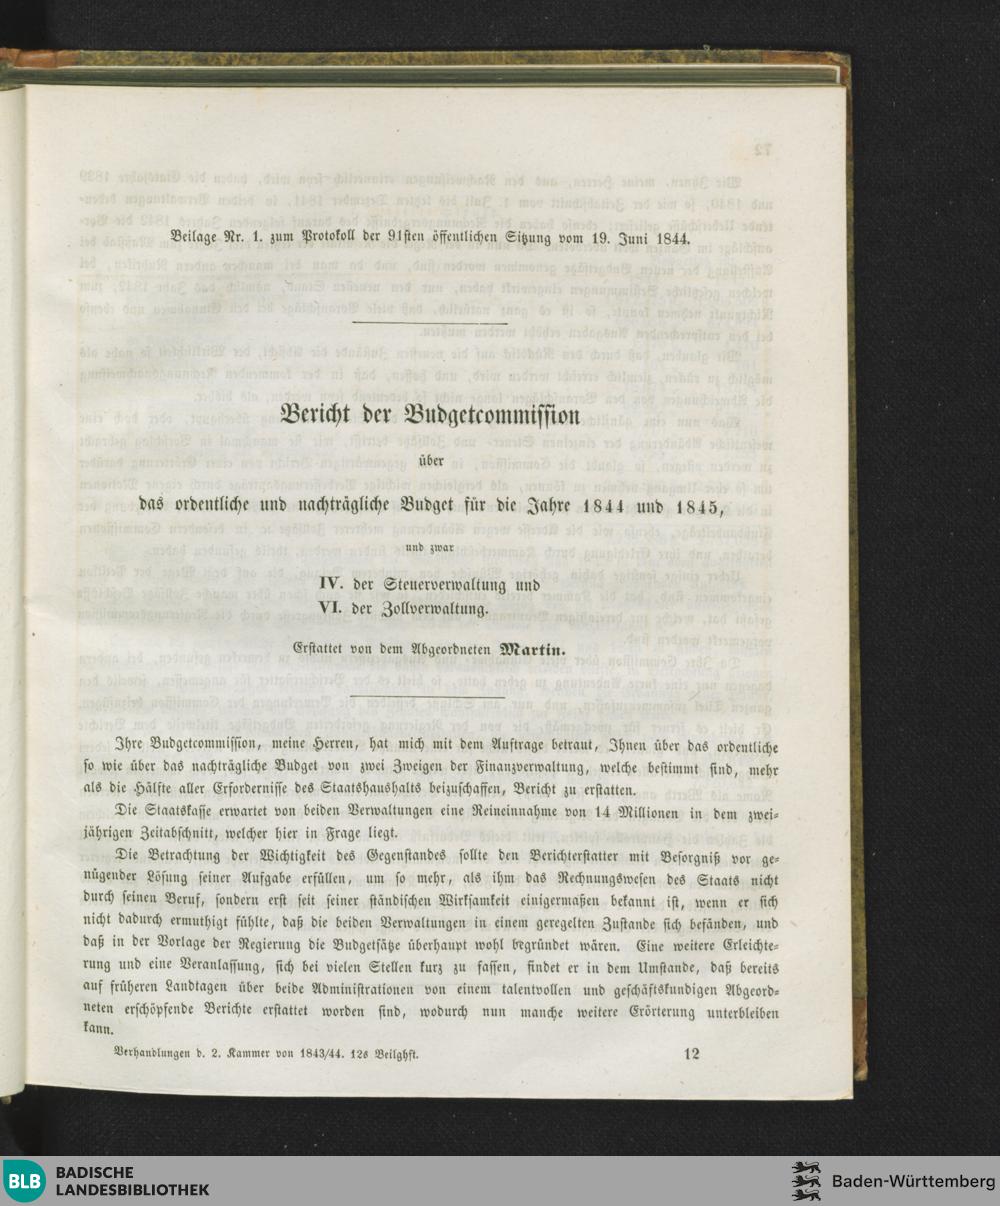 Beilage Nr. 1. zum Protokoll der 91sten öffentlichen Sitzung vom 19. Juni 1844.
Bericht der Budgetcommission
über
das ordentliche und nachträgliche Budget für die Jahre 1844 und 1845,
und zwar
IV. der Steuerverwaltung und
VI. der Zollverwaltung.
Erstattet von dem Abgeordneten Martin.
Ihre Budgetcommission, meine Herren, hat mich mit dem Auftrage betraut, Ihnen über das ordentliche
so wie über das nachträgliche Budget von zwei Zweigen der Finanzverwaltung, welche bestimmt sind, mehr
als die Hälfte aller Erfordernisse des Staatshaushalts beizuschaffen, Bericht zu erstatten.
Die Staatskasse erwartet von beiden Verwaltungen eine Reineinnahme von 14 Millionen in dem zwei-
jährigen Zeitabschnitt, welcher hier in Frage liegt.
Die Betrachtung der Wichtigkeit des Gegenstandes sollte den Berichterstatter mit Besorgniß vor ge-
nügender Lösung seiner Aufgabe erfüllen, um so mehr, als ihm das Rechnungswesen des Staats nicht
durch seinen Beruf, sondern erst seit seiner ständischen Wirksamkeit einigermaßen bekannt ist, wenn er sich
nicht dadurch ermuthigt fühlte, daß die beiden Verwaltungen in einem geregelten Zustande sich befänden, und
daß in der Vorlage der Regierung die Budgetsätze überhaupt wohl begründet wären. Eine weitere Erleichte-
rung und eine Veranlassung, sich bei vielen Stellen kurz zu fassen, findet er in dem Umstande, daß bereits
auf früheren Landtagen über beide Administrationen von einem talentvollen und geschäftskundigen Abgeord-
neten erschöpfende Berichte erstattet worden sind, wodurch nun manche weitere Erörterung unterbleiben
kann.
Verhandlungen d. 2. Kammer von 1843/44. 12s Beilghft. 12
BLB BADISCHE
LANDESBIBLIOTHEK
Baden-Württemberg